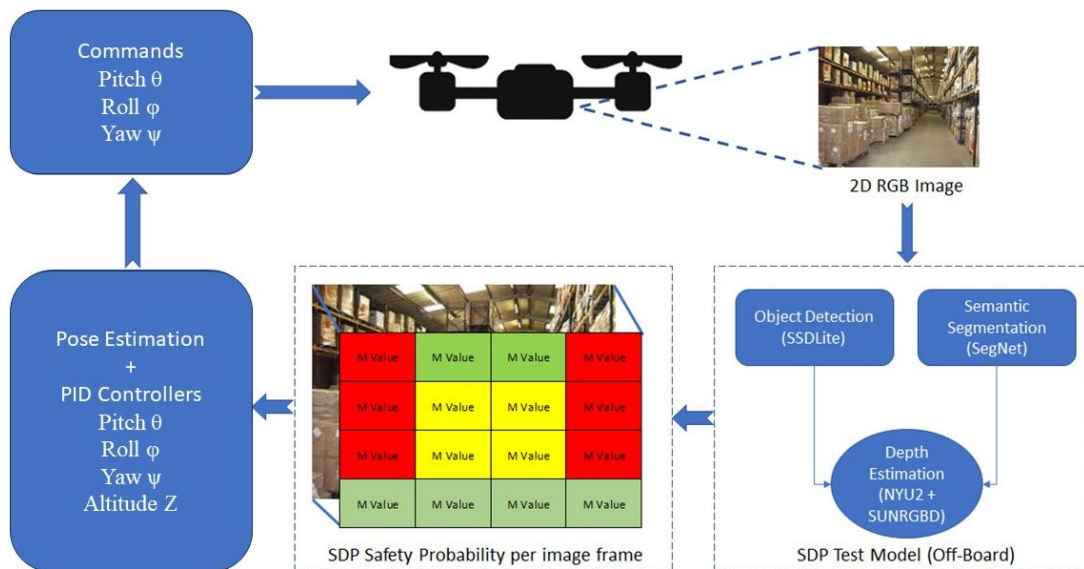 Commands
Pitch θ
Roll φ
Yaw ψ
2D RGB Image
Object Detection
(SSDLite)
Semantic
Segmentation
(SegNet)
Depth
Estimation
(NYU2 +
SUNRGBD)
SDP Test Model (Off-Board)
M Value M Value M Value M Value
M Value M Value M Value M Value
M Value M Value M Value M Value
M Value M Value M Value M Value
SDP Safety Probability per image frame
Pose Estimation
+
PID Controllers
Pitch θ
Roll φ
Yaw ψ
Altitude Z